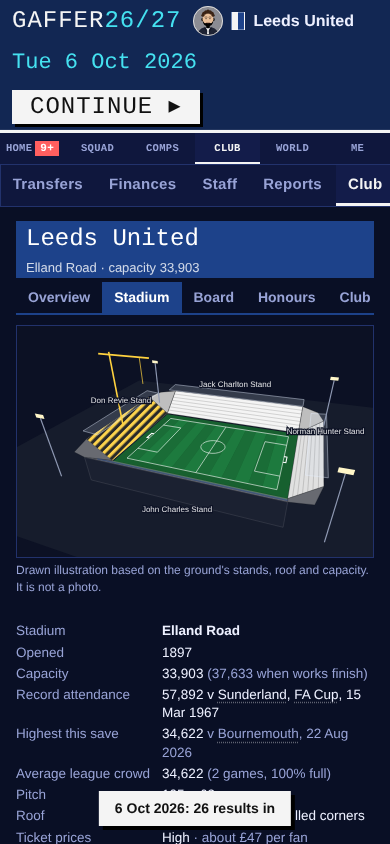 GAFFER26/27 Leeds United
Tue 6 Oct 2026
CONTINUE ►
HOME 9+ SQUAD COMPS CLUB WORLD ME
Transfers Finances Staff Reports Club
Leeds United
Elland Road · capacity 33,903
Overview Stadium Board Honours Club
Jack Charlton Stand
Don Revie Stand
Norman Hunter Stand
John Charles Stand
Drawn illustration based on the ground's stands, roof and capacity.
It is not a photo.
Stadium Elland Road
Opened 1897
Capacity 33,903 (37,633 when works finish)
Record attendance 57,892 v Sunderland, FA Cup, 15
Mar 1967
Highest this save 34,622 v Bournemouth, 22 Aug
2026
Average league crowd 34,622 (2 games, 100% full)
Pitch
6 Oct 2026: 26 results in
Roof lled corners
Ticket prices High · about £47 per fan